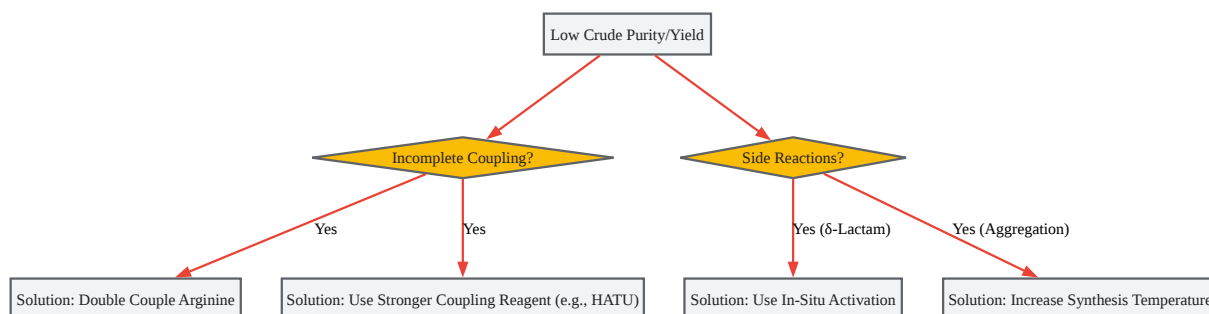 Low Crude Purity/Yield
Incomplete Coupling?
Side Reactions?
Yes
Yes
Yes (δ-Lactam)
Yes (Aggregation)
Solution: Double Couple Arginine
Solution: Use Stronger Coupling Reagent (e.g., HATU)
Solution: Use In-Situ Activation
Solution: Increase Synthesis Temperature